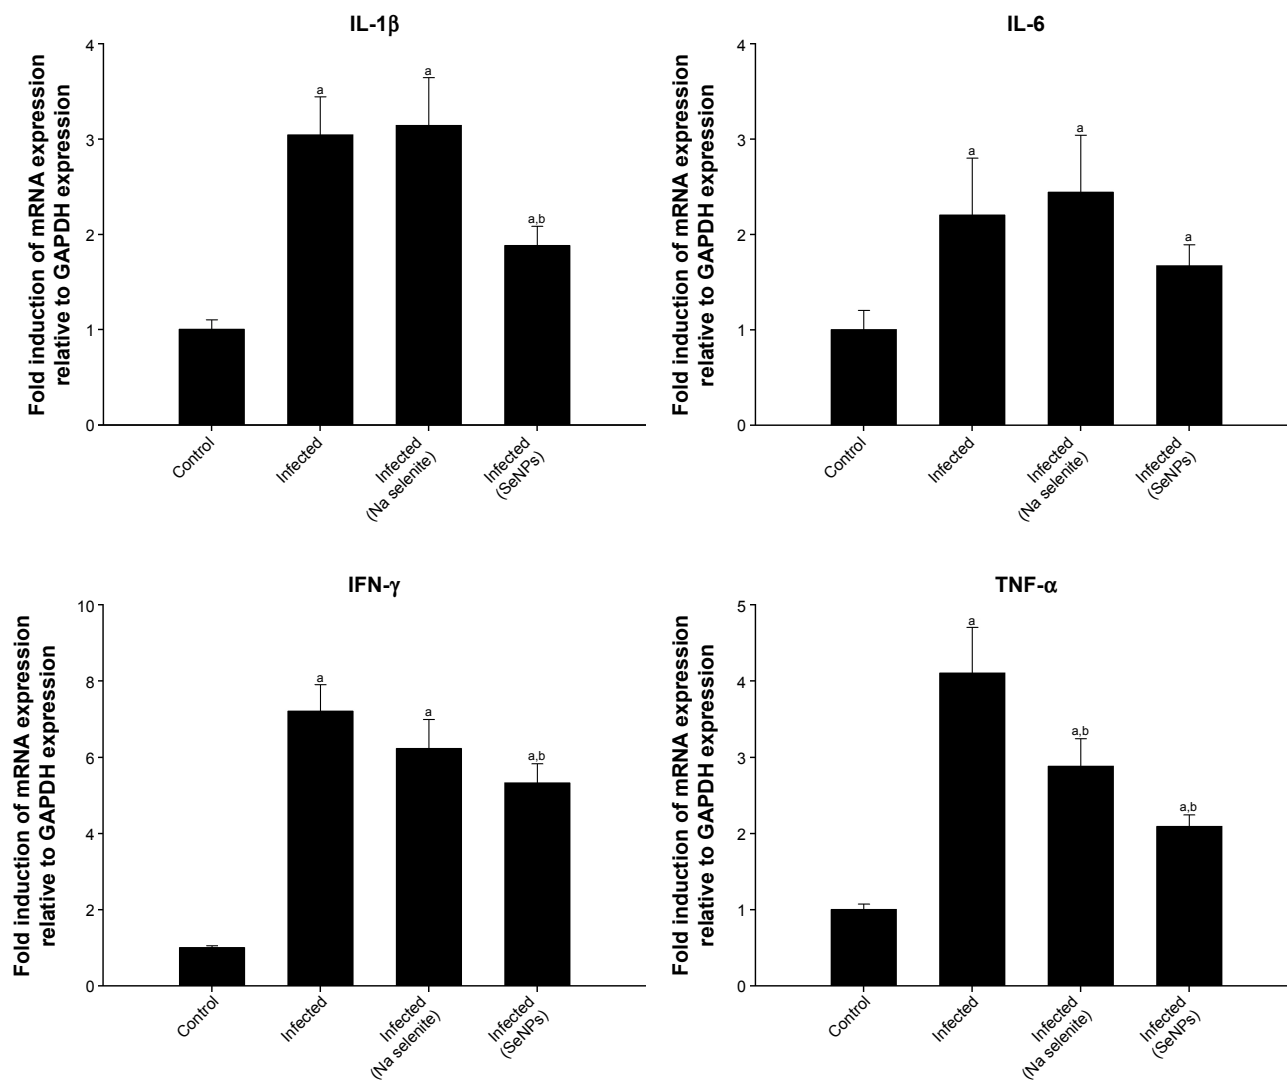 IL-1β
Fold induction of mRNA expression
relative to GAPDH expression
4
3
2
1
0
a
a
a,b
Control
Infected
Infected
(Na selenite)
Infected
(SeNPs)
IL-6
Fold induction of mRNA expression
relative to GAPDH expression
4
3
2
1
0
a
a
a
Control
Infected
Infected
(Na selenite)
Infected
(SeNPs)
IFN-γ
Fold induction of mRNA expression
relative to GAPDH expression
10
8
6
4
2
0
a
a
a,b
Control
Infected
Infected
(Na selenite)
Infected
(SeNPs)
TNF-α
Fold induction of mRNA expression
relative to GAPDH expression
5
4
3
2
1
0
a
a,b
a,b
Control
Infected
Infected
(Na selenite)
Infected
(SeNPs)